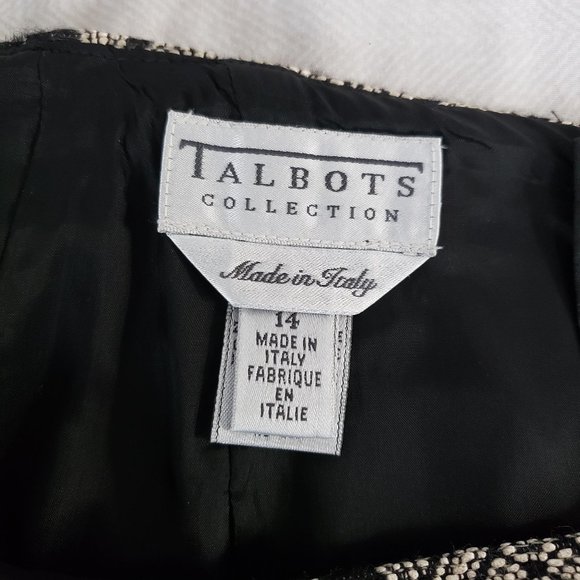 TALBOTS
COLLECTION
Made in Italy
14
MADE IN
ITALY
FABRIQUE
EN
ITALIE